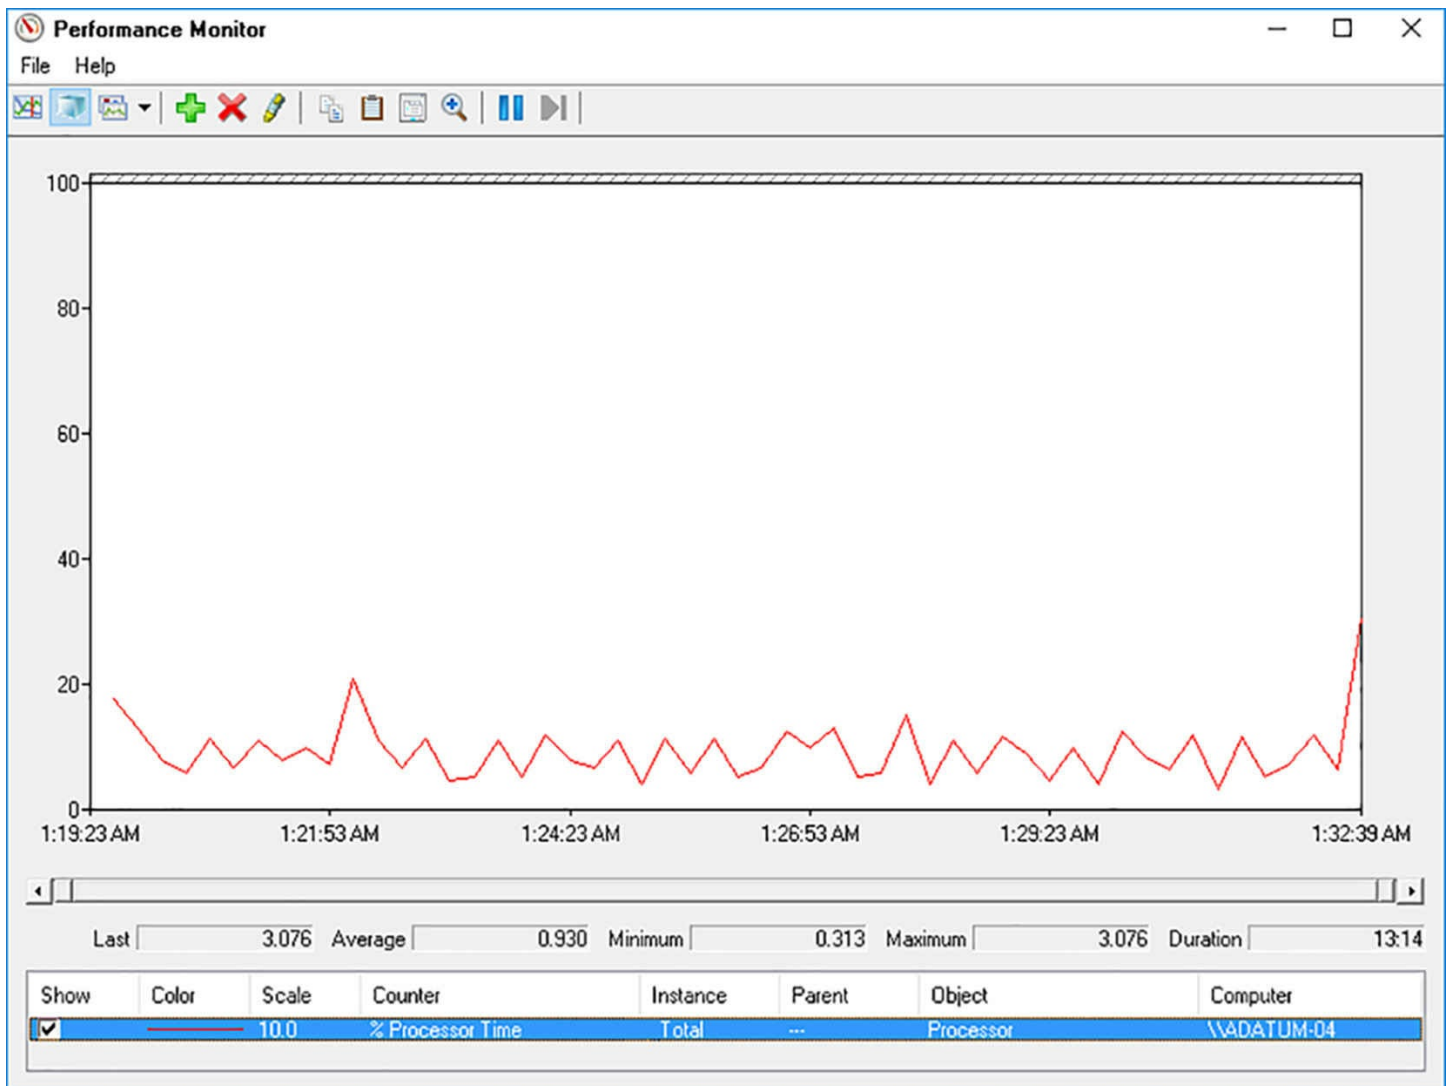 Performance Monitor
File Help
100
80
60
40
20
0
1:19:23 AM 1:21:53 AM 1:24:23 AM 1:26:53 AM 1:29:23 AM 1:32:39 AM
Last 3.076 Average 0.930 Minimum 0.313 Maximum 3.076 Duration 13:14
Show Color Scale Counter Instance Parent Object Computer
10.0 % Processor Time _Total --- Processor \\ADATUM-04